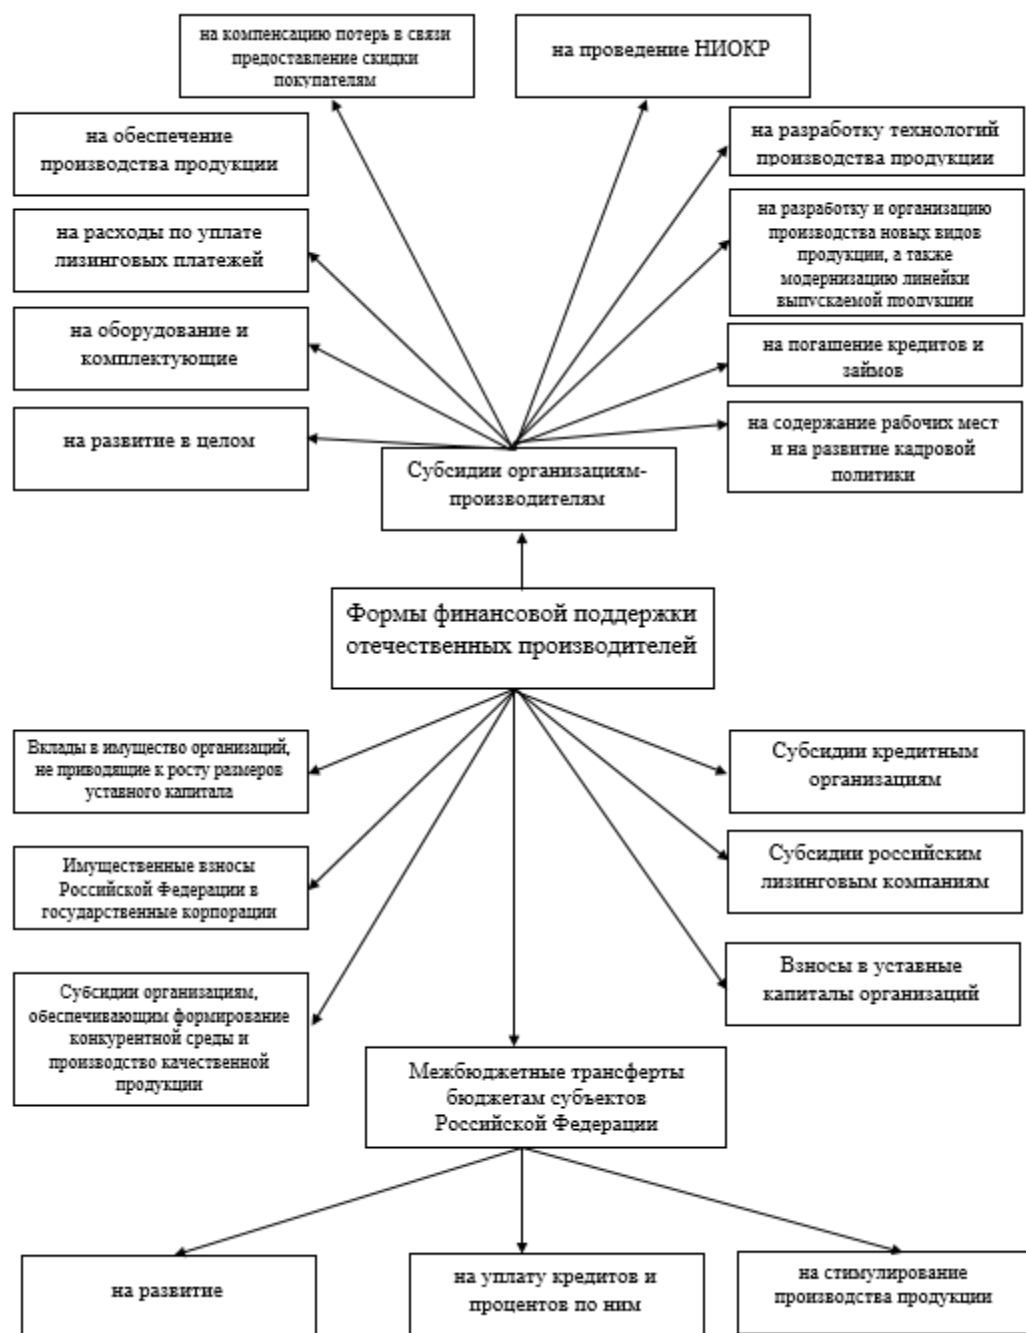 на компенсацию потерь в связи
предоставление скидки
покупателям
на проведение НИОКР
на обеспечение
производства продукции
на разработку технологий
производства продукции
на расходы по уплате
лизинговых платежей
на разработку и организацию
производства новых видов
продукции, а также
модернизацию линейки
выпускаемой продукции
на оборудование и
комплектующие
на погашение кредитов и
займов
на развитие в целом
на содержание рабочих мест
и на развитие кадровой
политики
Субсидии организациям-
производителям
Формы финансовой поддержки
отечественных производителей
Вклады в имущество организаций,
не приводящие к росту размеров
уставного капитала
Субсидии кредитным
организациям
Имущественные взносы
Российской Федерации в
государственные корпорации
Субсидии российским
лизинговым компаниям
Субсидии организациям,
обеспечивающим формирование
конкурентной среды и
производство качественной
продукции
Взносы в уставные
капиталы организаций
Межбюджетные трансферты
бюджетам субъектов
Российской Федерации
на развитие
на уплату кредитов и
процентов по ним
на стимулирование
производства продукции